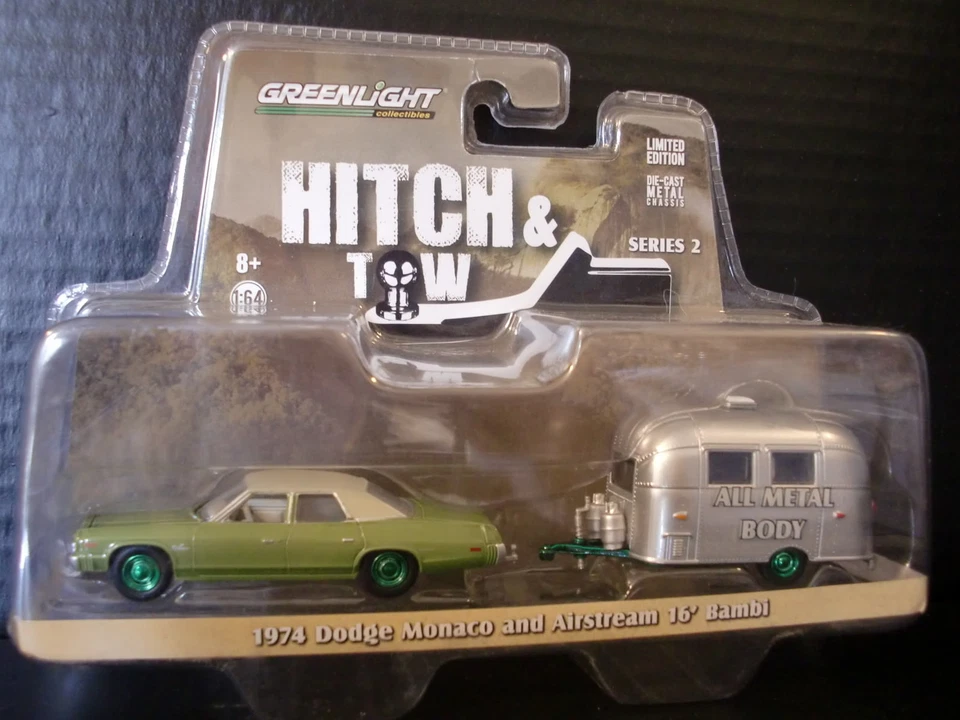 GREENLiGHT
collectibles
LIMITED
EDITION
DIE-CAST
METAL
CHASSIS
HITCH &
TOW
SERIES 2
8+
1:64
ALL METAL
BODY
1974 Dodge Monaco and Airstream 16' Bambi